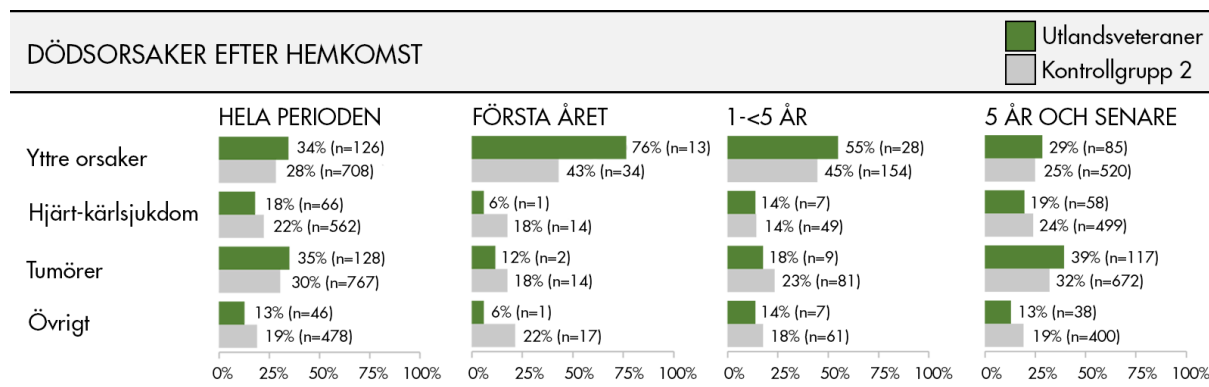 DÖDSORSAKER EFTER HEMKOMST
Utlandsveteraner
Kontrollgrupp 2
HELA PERIODEN
FÖRSTA ÅRET
1-<5 ÅR
5 ÅR OCH SENARE
Yttre orsaker
34% (n=126)
28% (n=708)
76% (n=13)
43% (n=34)
55% (n=28)
45% (n=154)
29% (n=85)
25% (n=520)
Hjärt-kärlsjukdom
18% (n=66)
22% (n=562)
6% (n=1)
18% (n=14)
14% (n=7)
14% (n=49)
19% (n=58)
24% (n=499)
Tumörer
35% (n=128)
30% (n=767)
12% (n=2)
18% (n=14)
18% (n=9)
23% (n=81)
39% (n=117)
32% (n=672)
Övrigt
13% (n=46)
19% (n=478)
6% (n=1)
22% (n=17)
14% (n=7)
18% (n=61)
13% (n=38)
19% (n=400)
0% 25% 50% 75% 100%
0% 25% 50% 75% 100%
0% 25% 50% 75% 100%
0% 25% 50% 75% 100%